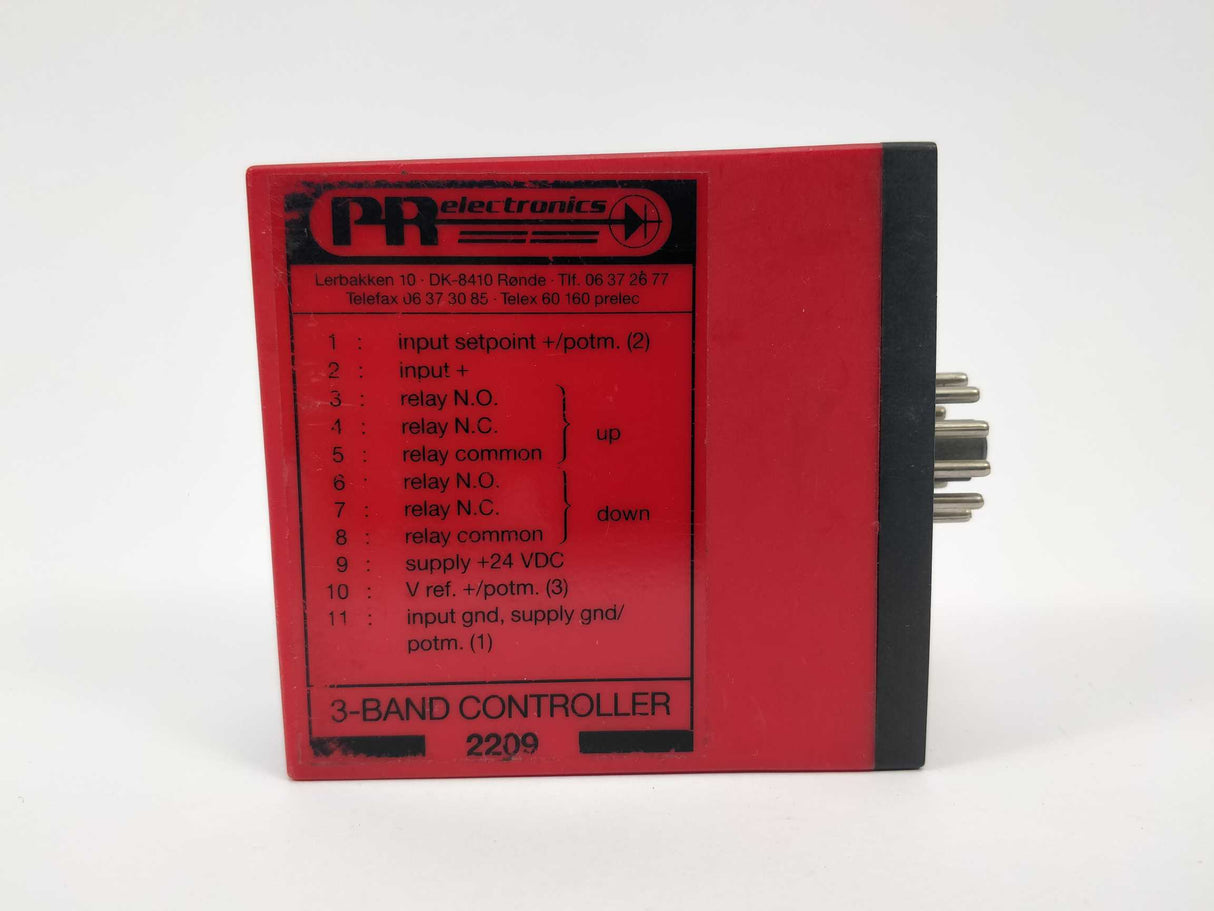 PR electronics
Lerbakken 10 · DK-8410 Rønde · Tlf. 06 37 26 77
Telefax 06 37 30 85 · Telex 60 160 prelec
1 : input setpoint +/potm. (2)
2 : input +
3 : relay N.O.
4 : relay N.C. up
5 : relay common
6 : relay N.O.
7 : relay N.C. down
8 : relay common
9 : supply +24 VDC
10 : V ref. +/potm. (3)
11 : input gnd, supply gnd/
potm. (1)
3-BAND CONTROLLER
2209